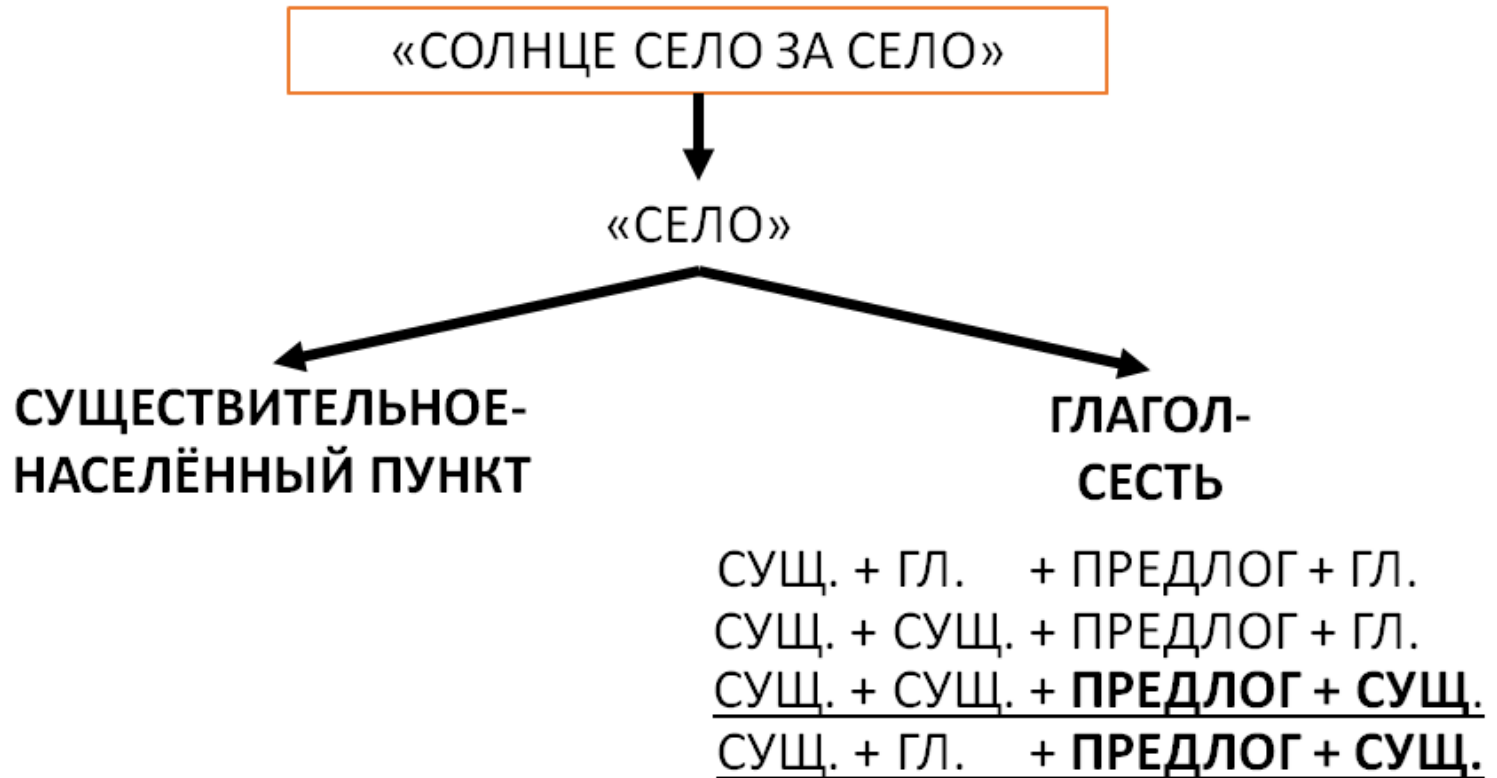 «СОЛНЦЕ СЕЛО ЗА СЕЛО»
«СЕЛО»
СУЩЕСТВИТЕЛЬНОЕ-
НАСЕЛЁННЫЙ ПУНКТ
ГЛАГОЛ-
СЕСТЬ
СУЩ. + ГЛ. + ПРЕДЛОГ + ГЛ.
СУЩ. + СУЩ. + ПРЕДЛОГ + ГЛ.
СУЩ. + СУЩ. + ПРЕДЛОГ + СУЩ.
СУЩ. + ГЛ. + ПРЕДЛОГ + СУЩ.